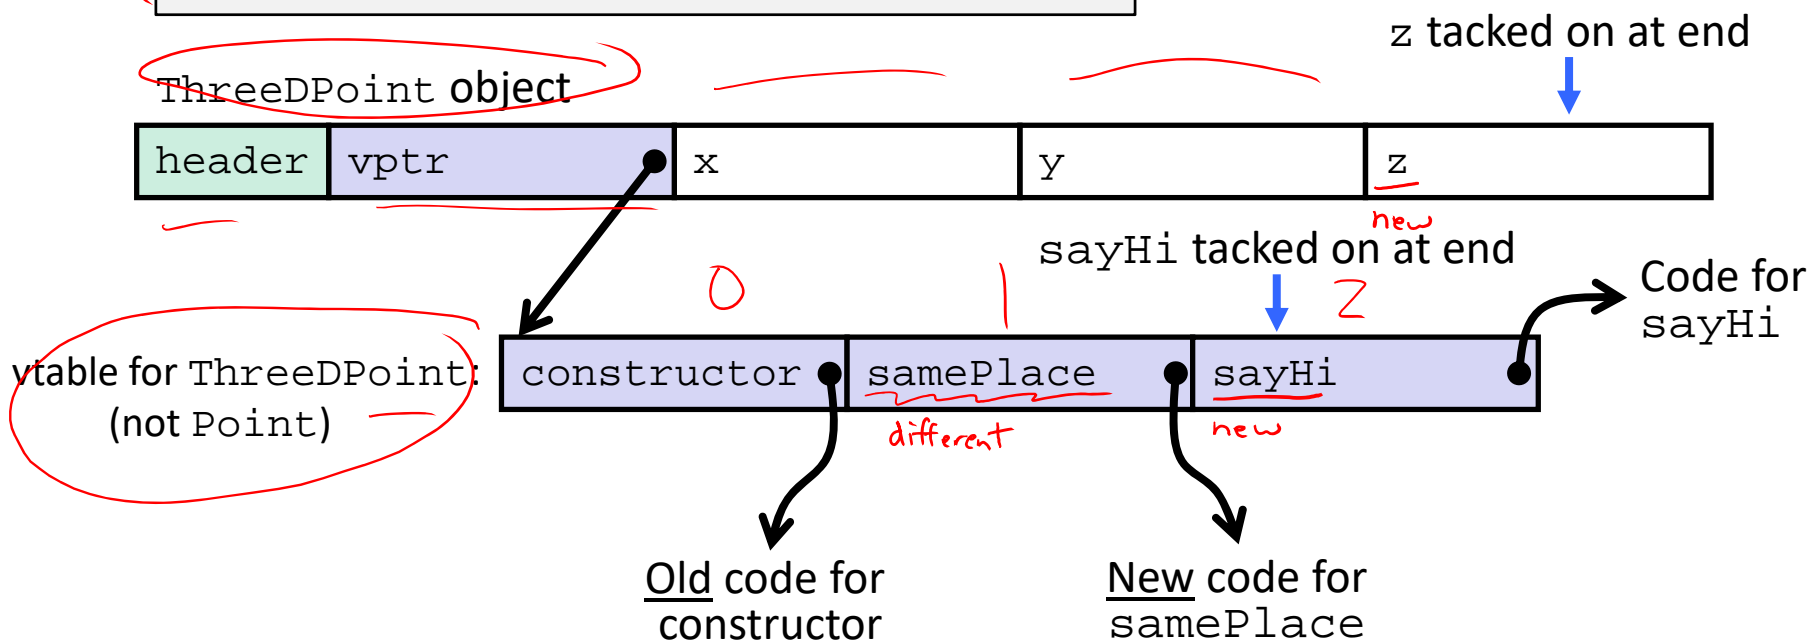 z tacked on at end
ThreeDPoint object
header vptr x y z
new
sayHi tacked on at end
0 1 2
Code for
sayHi
vtable for ThreeDPoint:
(not Point)
constructor samePlace sayHi
different new
Old code for
constructor
New code for
samePlace